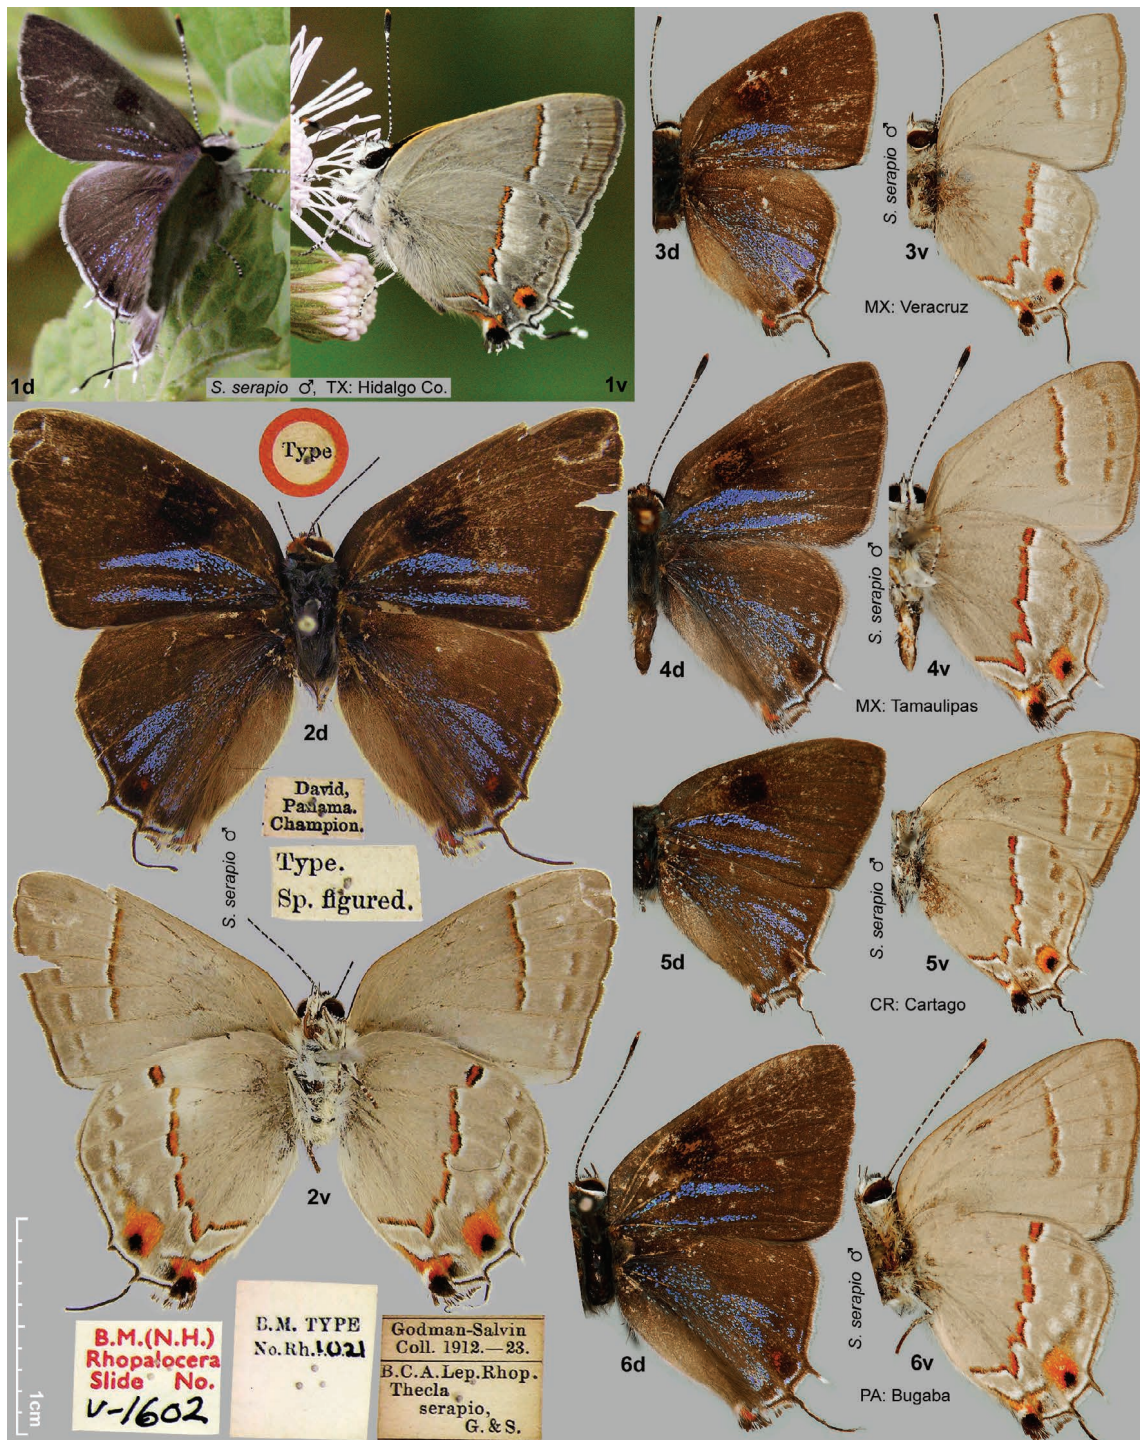 1d
S. serapio ♂, TX: Hidalgo Co.
1v
3d
S. serapio ♂
3v
MX: Veracruz
Type
2d
David,
Panama.
Champion.
Type.
Sp. figured.
S. serapio ♂
2v
4d
S. serapio ♂
4v
MX: Tamaulipas
5d
S. serapio ♂
5v
CR: Cartago
6d
S. serapio ♂
6v
PA: Bugaba
1cm
B.M.(N.H.)
Rhopalocera
Slide No.
V-1602
B.M. TYPE
No. Rh. 1021
Godman-Salvin
Coll. 1912.—23.
B.C.A. Lep. Rhop.
Thecla
serapio,
G. & S.